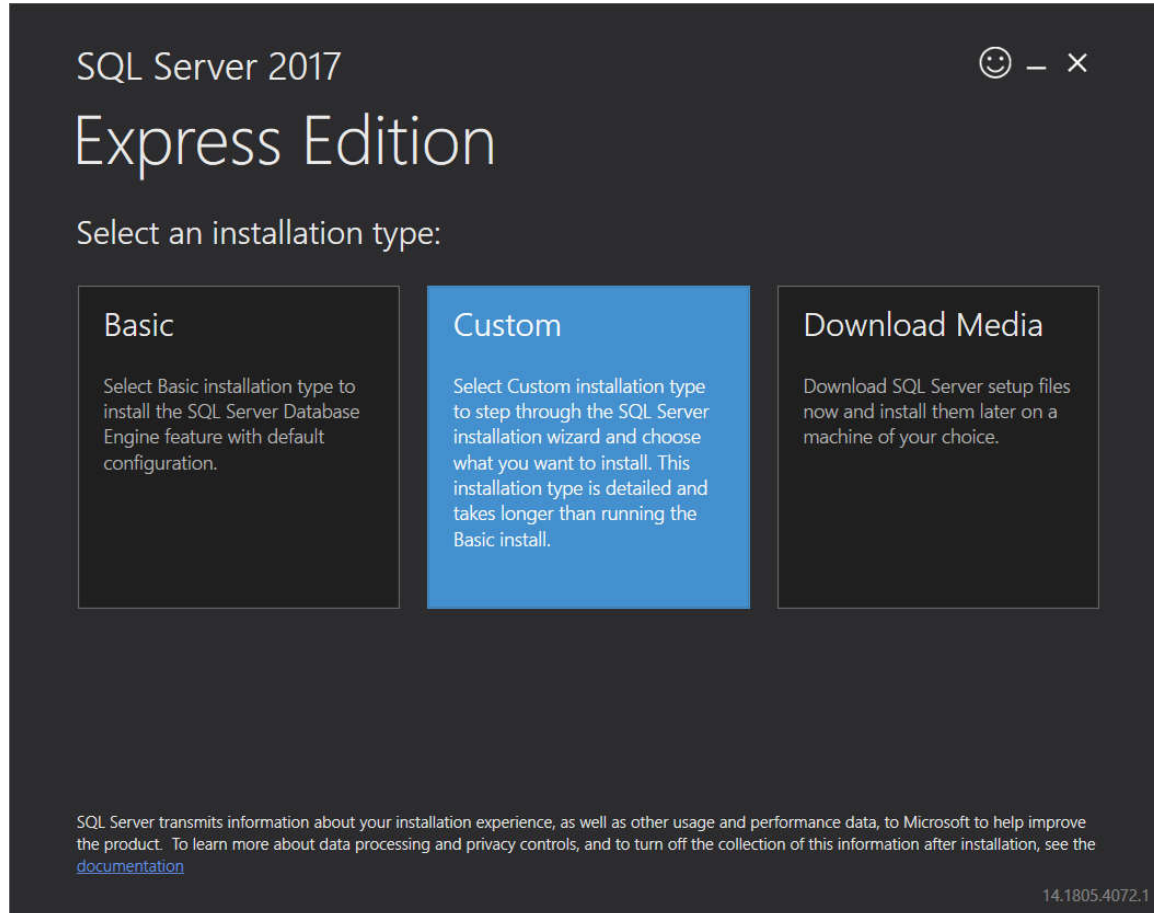 SQL Server 2017
Express Edition
Select an installation type:
Basic
Select Basic installation type to
install the SQL Server Database
Engine feature with default
configuration.
Custom
Select Custom installation type
to step through the SQL Server
installation wizard and choose
what you want to install. This
installation type is detailed and
takes longer than running the
Basic install.
Download Media
Download SQL Server setup files
now and install them later on a
machine of your choice.
SQL Server transmits information about your installation experience, as well as other usage and performance data, to Microsoft to help improve
the product.  To learn more about data processing and privacy controls, and to turn off the collection of this information after installation, see the
documentation
14.1805.4072.1